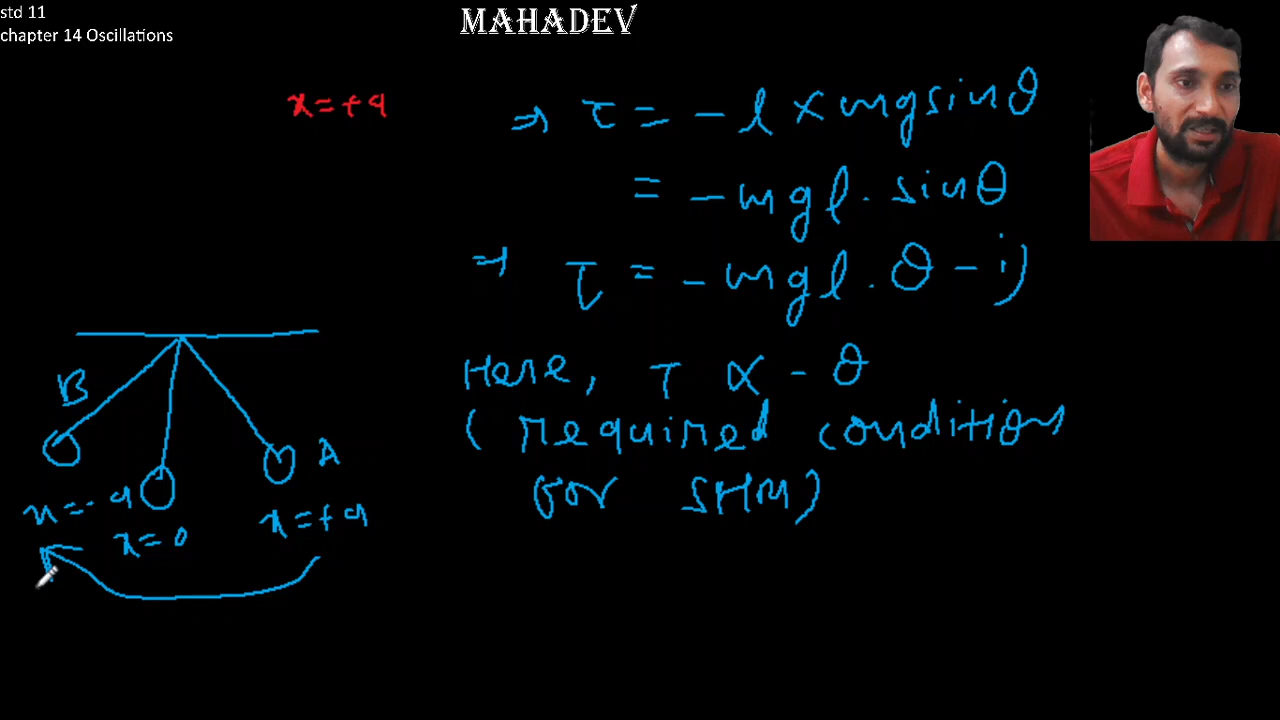 std 11
chapter 14 Oscillations
MAHADEV
x = +a
⇒ τ = - l × mg sinθ
= - mgl . sinθ
⇒ τ = - mgl . θ - i)
Here, τ ∝ - θ
( required condition
for SHM)
B
A
x = - a
x = 0
x = + a